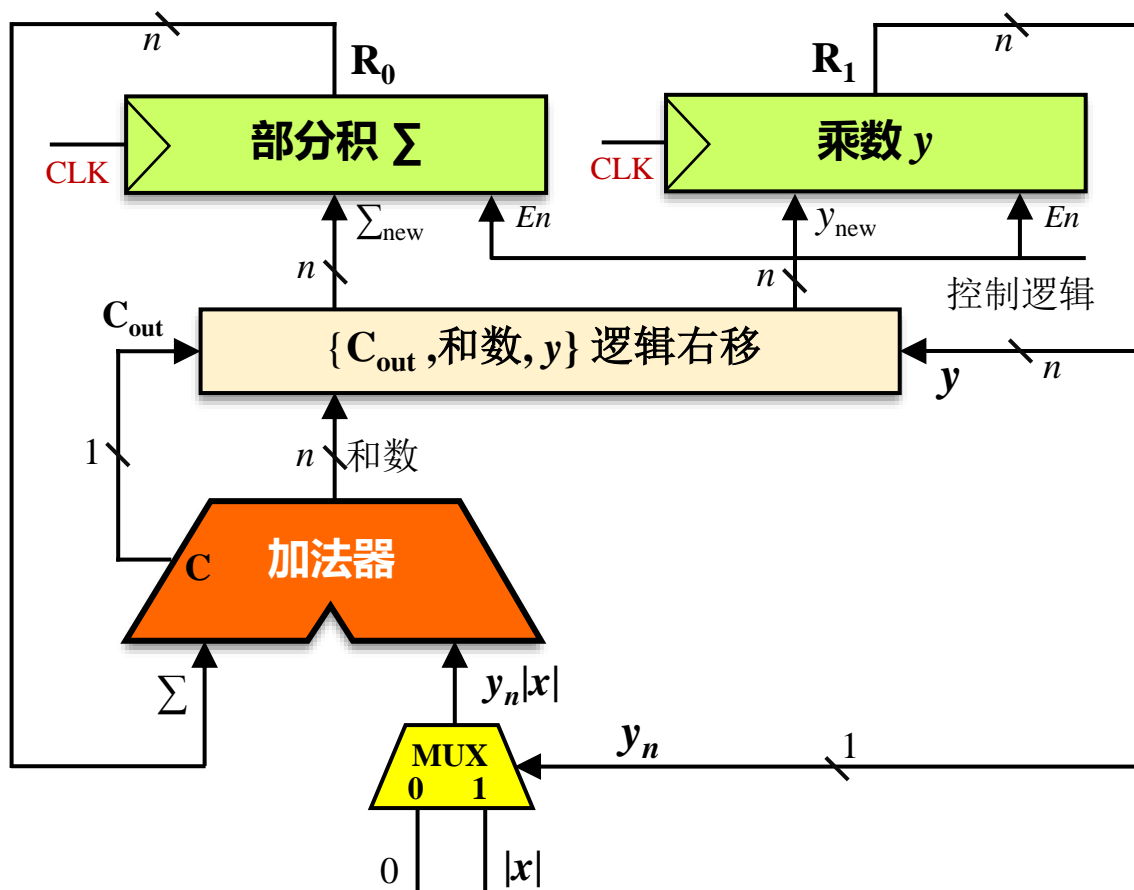 n
n
R₀
R₁
部分积 ∑
乘数 y
CLK
CLK
∑new
En
ynew
En
n
n
控制逻辑
Cout
{Cout ,和数, y} 逻辑右移
y
n
1
n
和数
C
加法器
∑
yn|x|
yn
1
MUX
0
1
0
|x|